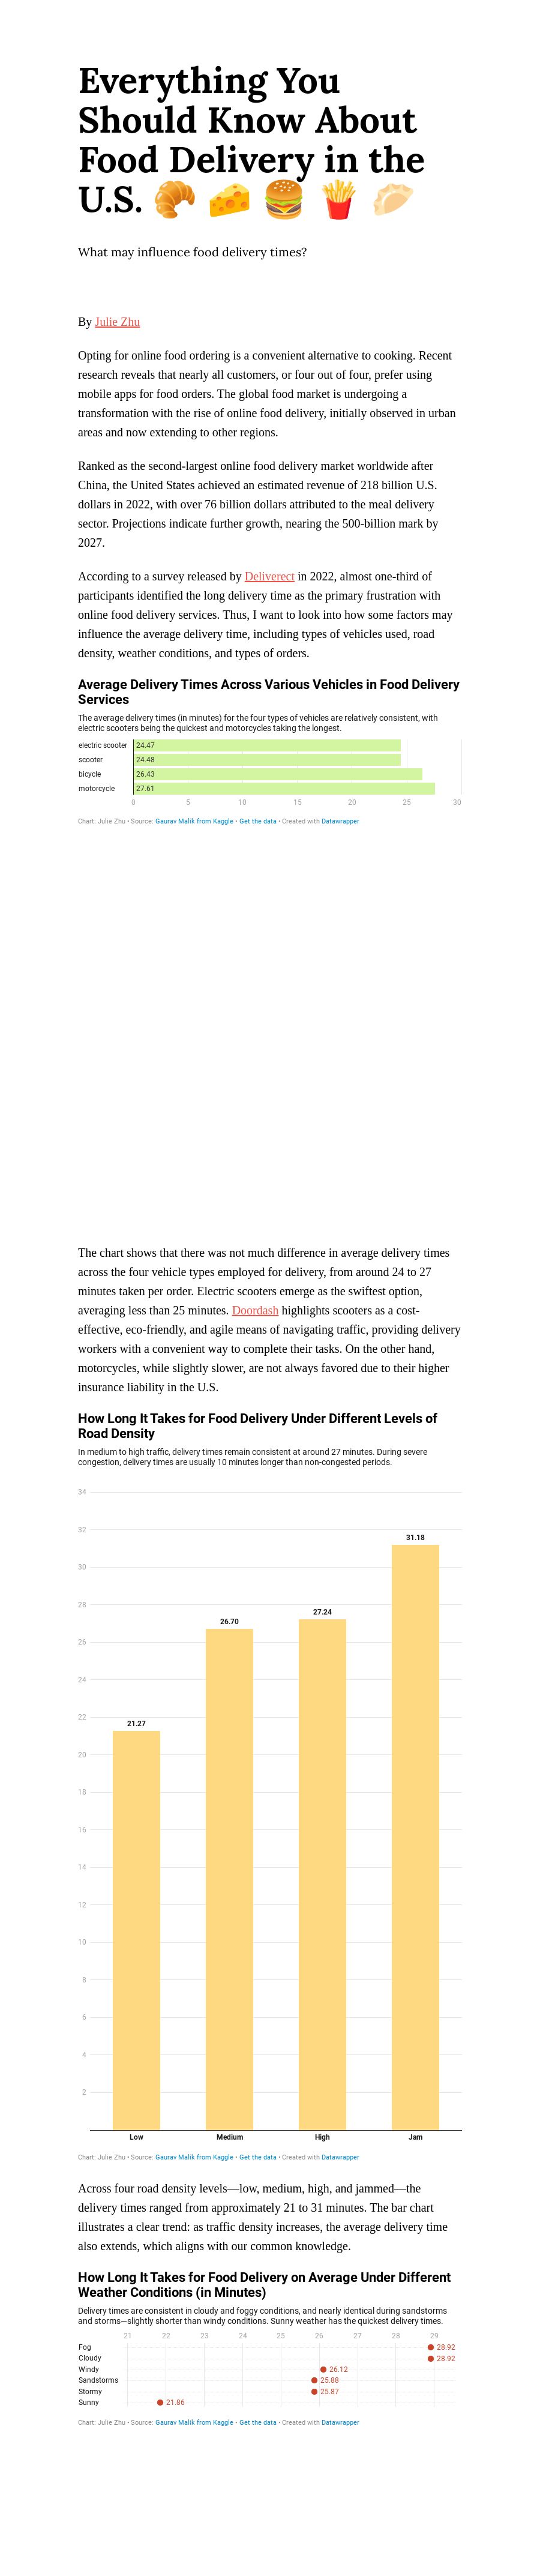 Everything You
Should Know About
Food Delivery in the
U.S. 🥐 🧀 🍔 🍟 🥟
What may influence food delivery times?
By Julie Zhu
Opting for online food ordering is a convenient alternative to cooking. Recent
research reveals that nearly all customers, or four out of four, prefer using
mobile apps for food orders. The global food market is undergoing a
transformation with the rise of online food delivery, initially observed in urban
areas and now extending to other regions.
Ranked as the second-largest online food delivery market worldwide after
China, the United States achieved an estimated revenue of 218 billion U.S.
dollars in 2022, with over 76 billion dollars attributed to the meal delivery
sector. Projections indicate further growth, nearing the 500-billion mark by
2027.
According to a survey released by Deliverect in 2022, almost one-third of
participants identified the long delivery time as the primary frustration with
online food delivery services. Thus, I want to look into how some factors may
influence the average delivery time, including types of vehicles used, road
density, weather conditions, and types of orders.
Average Delivery Times Across Various Vehicles in Food Delivery
Services
The average delivery times (in minutes) for the four types of vehicles are relatively consistent, with
electric scooters being the quickest and motorcycles taking the longest.
electric scooter 24.47
scooter 24.48
bicycle 26.43
motorcycle 27.61
0 5 10 15 20 25 30
Chart: Julie Zhu • Source: Gaurav Malik from Kaggle • Get the data • Created with Datawrapper
The chart shows that there was not much difference in average delivery times
across the four vehicle types employed for delivery, from around 24 to 27
minutes taken per order. Electric scooters emerge as the swiftest option,
averaging less than 25 minutes. Doordash highlights scooters as a cost-
effective, eco-friendly, and agile means of navigating traffic, providing delivery
workers with a convenient way to complete their tasks. On the other hand,
motorcycles, while slightly slower, are not always favored due to their higher
insurance liability in the U.S.
How Long It Takes for Food Delivery Under Different Levels of
Road Density
In medium to high traffic, delivery times remain consistent at around 27 minutes. During severe
congestion, delivery times are usually 10 minutes longer than non-congested periods.
34
32
31.18
30
28
27.24
26.70
26
24
22
21.27
20
18
16
14
12
10
8
6
4
2
Low Medium High Jam
Chart: Julie Zhu • Source: Gaurav Malik from Kaggle • Get the data • Created with Datawrapper
Across four road density levels—low, medium, high, and jammed—the
delivery times ranged from approximately 21 to 31 minutes. The bar chart
illustrates a clear trend: as traffic density increases, the average delivery time
also extends, which aligns with our common knowledge.
How Long It Takes for Food Delivery on Average Under Different
Weather Conditions (in Minutes)
Delivery times are consistent in cloudy and foggy conditions, and nearly identical during sandstorms
and storms—slightly shorter than windy conditions. Sunny weather has the quickest delivery times.
21 22 23 24 25 26 27 28 29
Fog 28.92
Cloudy 28.92
Windy 26.12
Sandstorms 25.88
Stormy 25.87
Sunny 21.86
Chart: Julie Zhu • Source: Gaurav Malik from Kaggle • Get the data • Created with Datawrapper